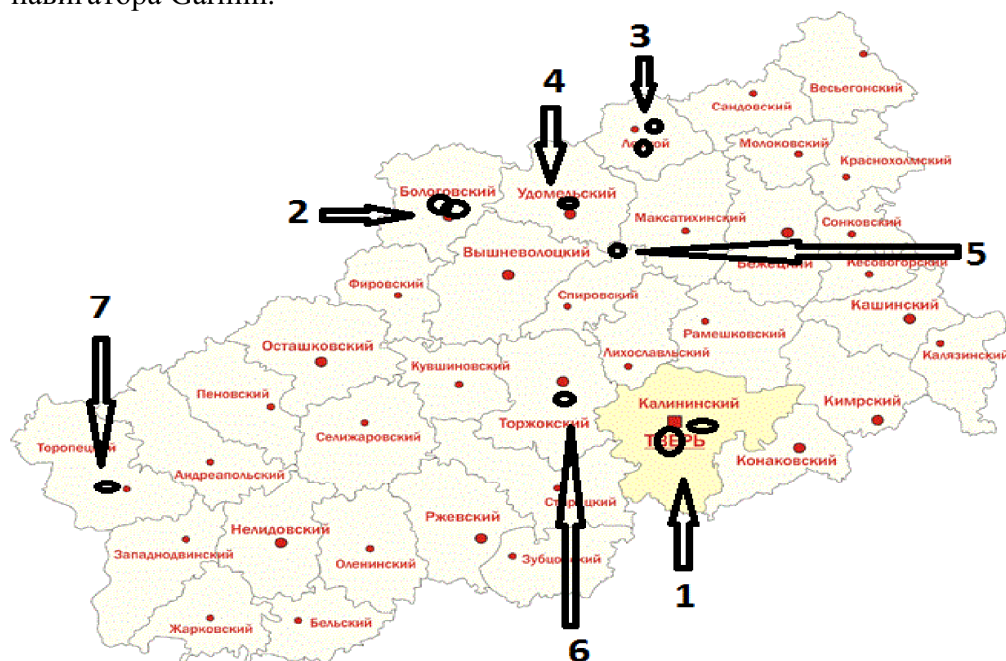 навигатора Garmin.
3
Весьегонский
4
Сандовский
Лесной
Молоковский
Краснохолмский
Бологовский
Удомельский
2
Максатихинский
Сонковский
Вышневолоцкий
5
Бежецкий
Лесовогорский
Фировский
Спировский
Кашинский
7
Рамешковский
Осташковский
Лихославльский
Калязинский
Кувшиновский
Пеновский
Калининский
Кимрский
Торжокский
Селижаровский
ТВЕРЬ
Торопецкий
Конаковский
Андреапольский
Старицкий
Ржевский
Нелидовский
Западнодвинский
Зубцовский
Оленинский
1
Жарковский
Бельский
6